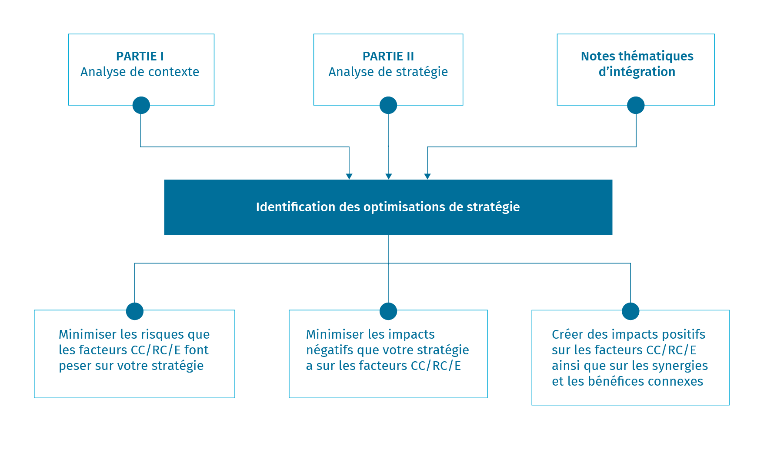 PARTIE I
Analyse de contexte
PARTIE II
Analyse de stratégie
Notes thématiques
d’intégration
Identification des optimisations de stratégie
Minimiser les risques que
les facteurs CC/RC/E font
peser sur votre stratégie
Minimiser les impacts
négatifs que votre stratégie
a sur les facteurs CC/RC/E
Créer des impacts positifs
sur les facteurs CC/RC/E
ainsi que sur les synergies
et les bénéfices connexes